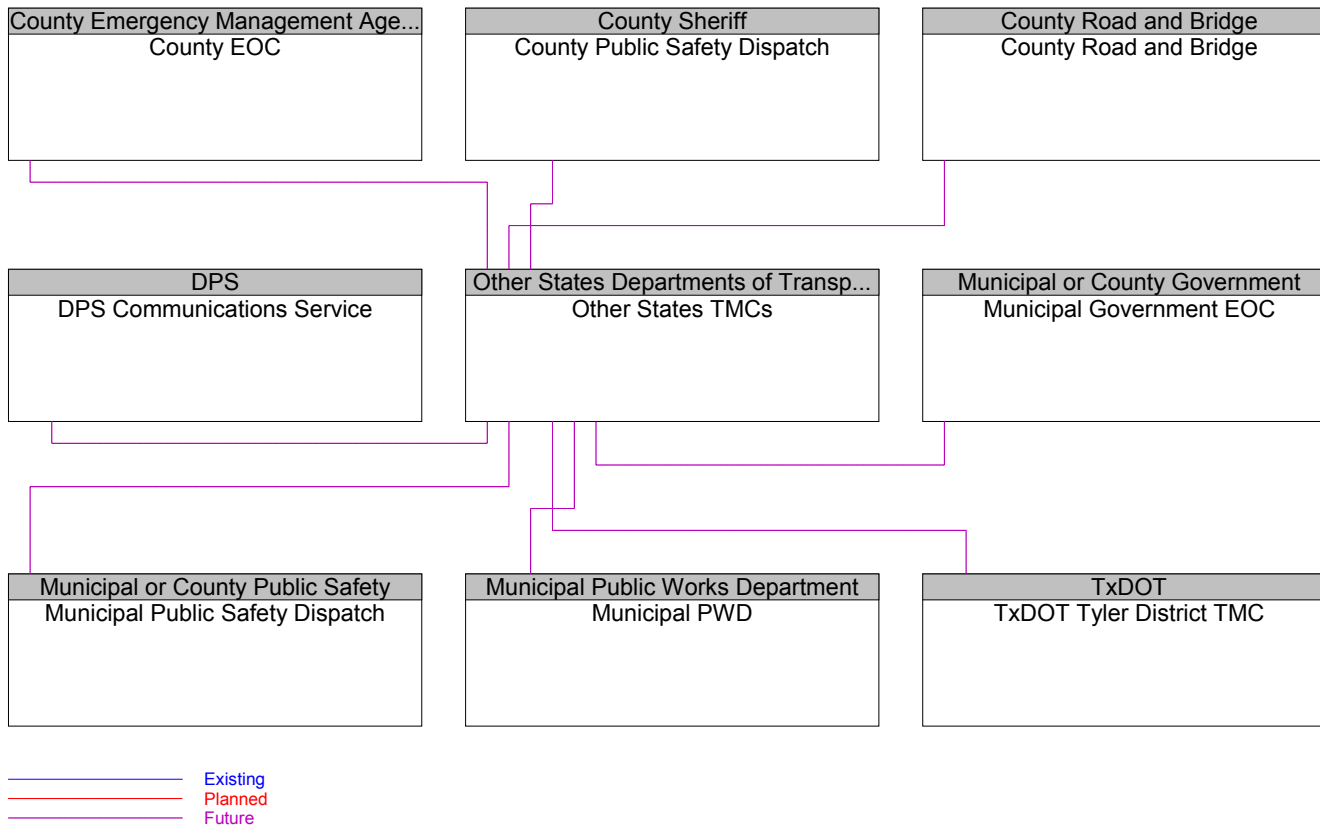 County Emergency Management Age...
County EOC
County Sheriff
County Public Safety Dispatch
County Road and Bridge
County Road and Bridge
DPS
DPS Communications Service
Other States Departments of Transp...
Other States TMCs
Municipal or County Government
Municipal Government EOC
Municipal or County Public Safety
Municipal Public Safety Dispatch
Municipal Public Works Department
Municipal PWD
TxDOT
TxDOT Tyler District TMC
Existing
Planned
Future